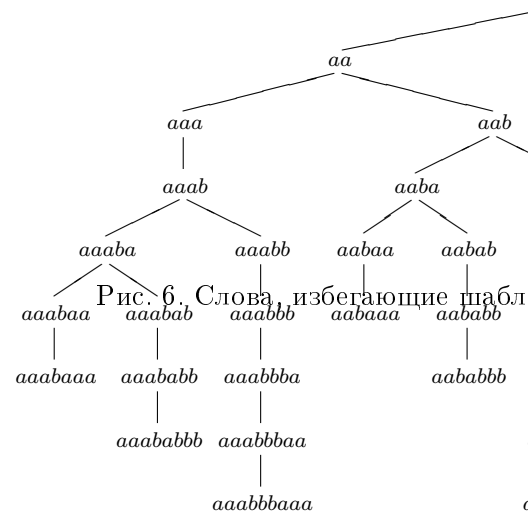 aa
aaa aab
aaab aaba
aaaba aaabb aabaa aabab
Рис. 6. Слова, избегающие шабл
aaabaa aaabab aaabbb aabaaa aababb
aaabaaa aaababb aaabbba aababbb
aaababbb aaabbbaa
aaabbbaaa